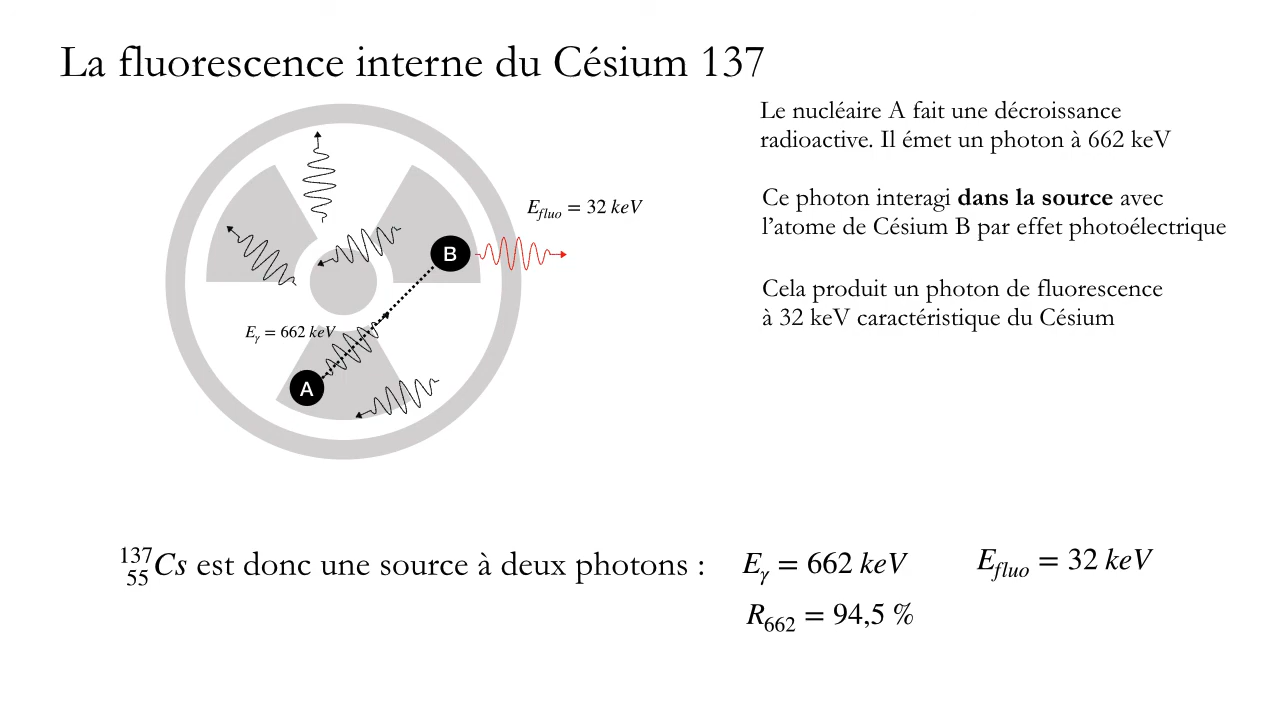 La fluorescence interne du Césium 137
Le nucléaire A fait une décroissance
radioactive. Il émet un photon à 662 keV
Ce photon interagi dans la source avec
l’atome de Césium B par effet photoélectrique
Cela produit un photon de fluorescence
à 32 keV caractéristique du Césium
E_fluo = 32 keV
B
E_γ = 662 keV
A
¹³⁷₅₅Cs est donc une source à deux photons : E_γ = 662 keV E_fluo = 32 keV
R₆₆₂ = 94,5 %